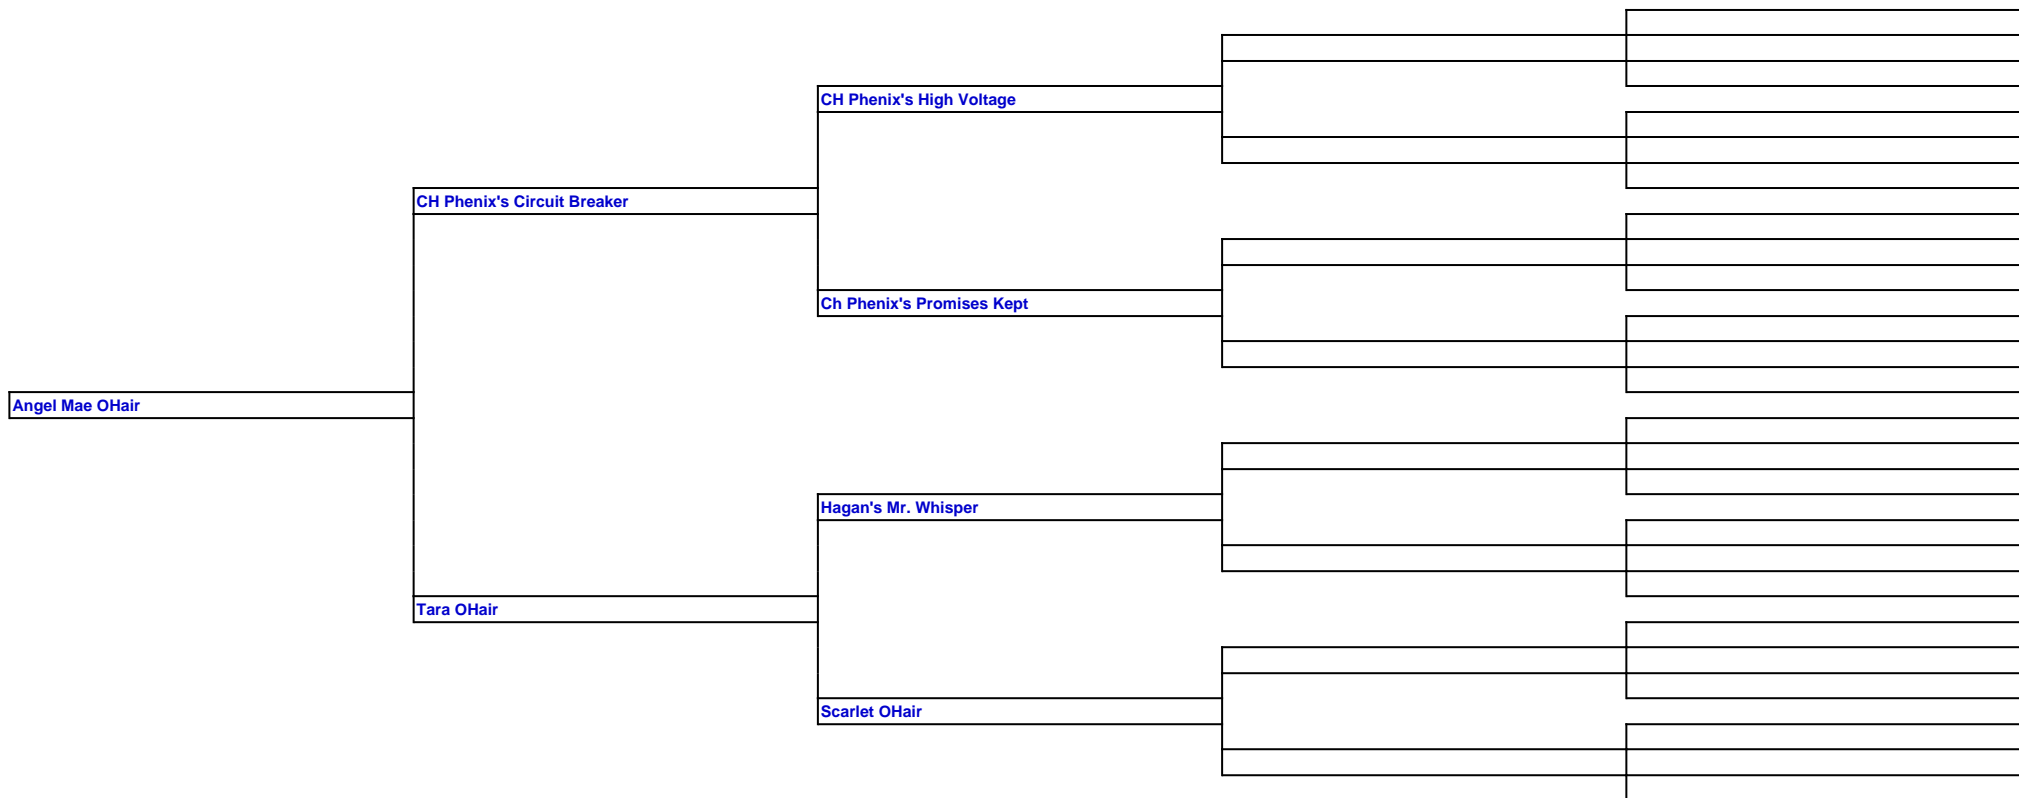 CH Phenix's High Voltage
CH Phenix's Circuit Breaker
Ch Phenix's Promises Kept
Angel Mae OHair
Hagan's Mr. Whisper
Tara OHair
Scarlet OHair